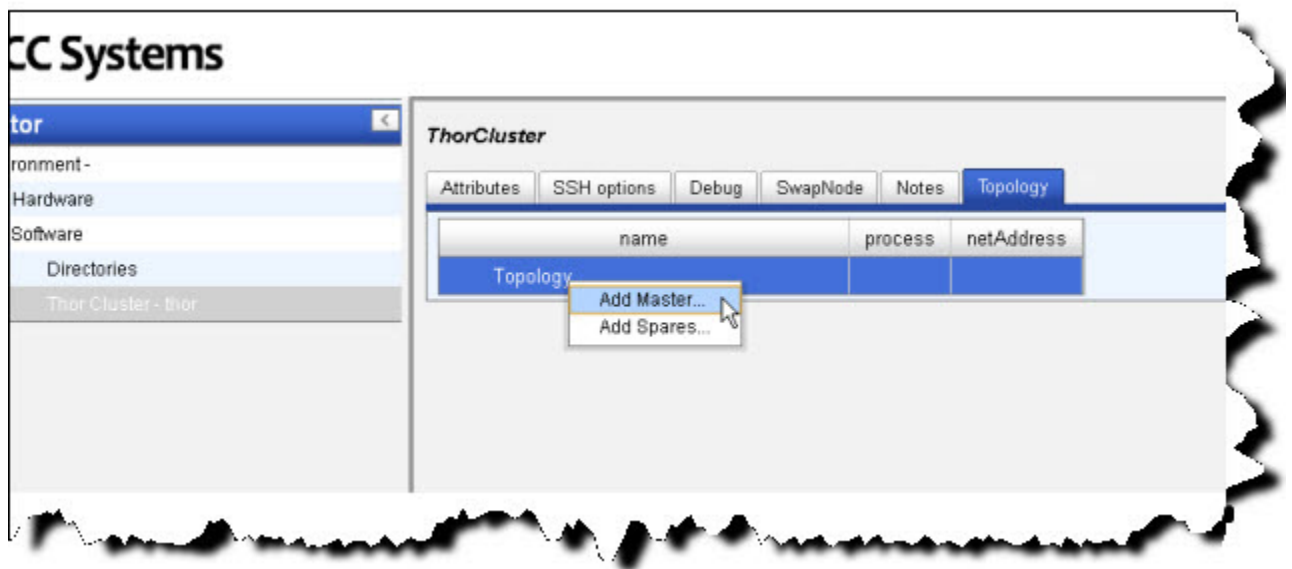 CC Systems
tor
ronment -
Hardware
Software
Directories
Thor Cluster - thor
ThorCluster
Attributes SSH options Debug SwapNode Notes Topology
name process netAddress
Topology
Add Master...
Add Spares...